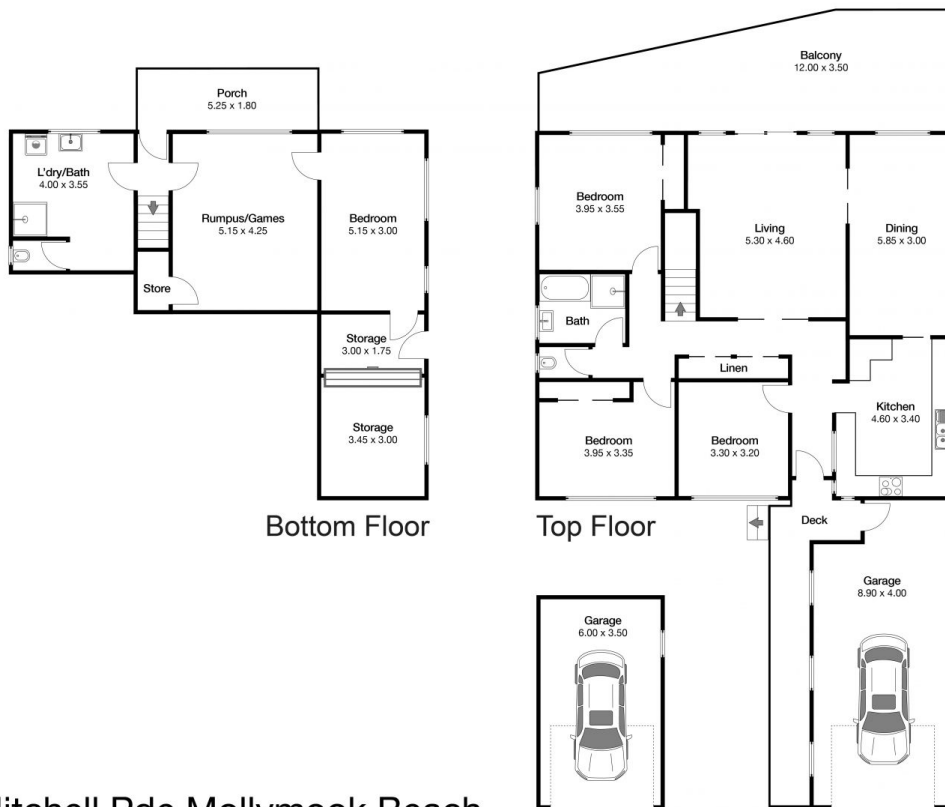 Balcony
12.00 x 3.50
Porch
5.25 x 1.80
L'dry/Bath
4.00 x 3.55
Rumpus/Games
5.15 x 4.25
Bedroom
5.15 x 3.00
Store
Storage
3.00 x 1.75
Storage
3.45 x 3.00
Bottom Floor
Bedroom
3.95 x 3.55
Living
5.30 x 4.60
Dining
5.85 x 3.00
Bath
Linen
Kitchen
4.60 x 3.40
Bedroom
3.95 x 3.35
Bedroom
3.30 x 3.20
Top Floor
Deck
Garage
8.90 x 4.00
Garage
6.00 x 3.50
Mitchell Pde Mollymook Beach